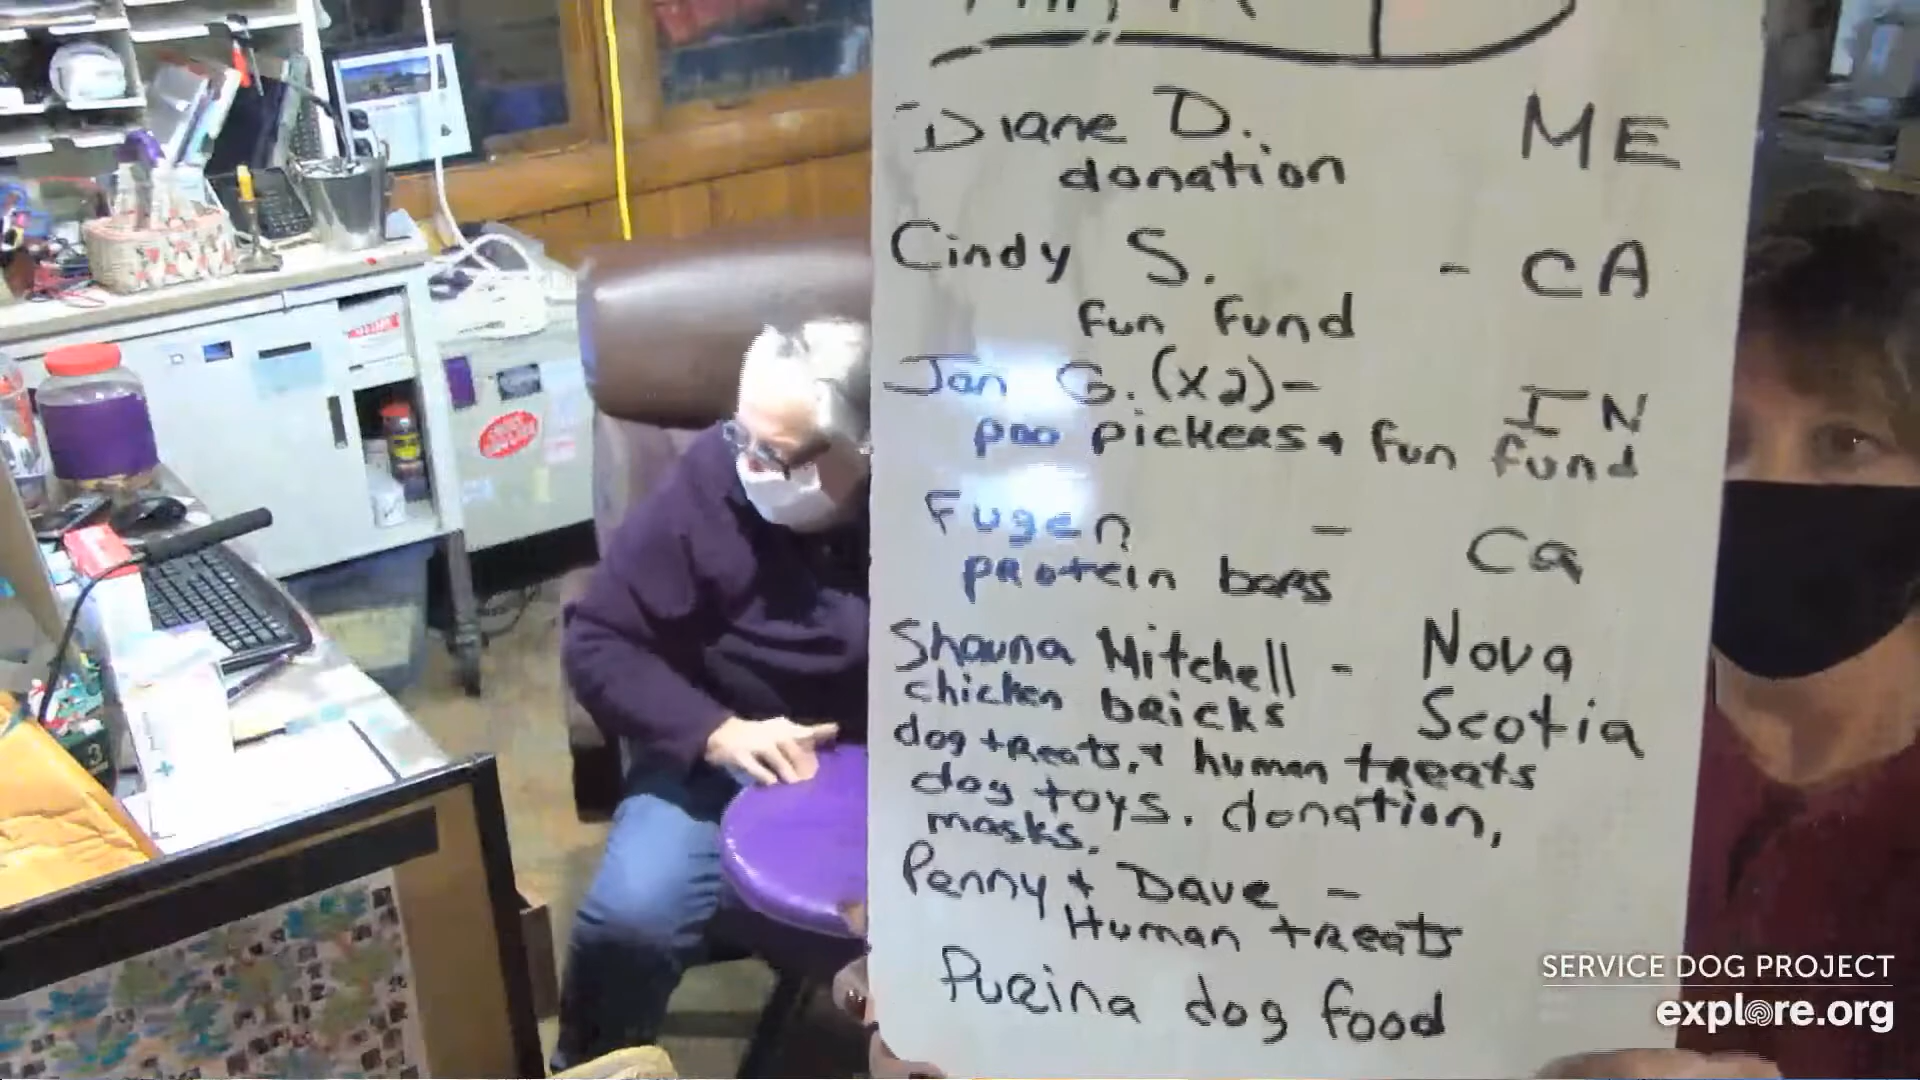 Diane D. ME
donation
Cindy S. - CA
fun fund
Jan G. (x2) - IN
poo pickers + fun fund
Fugen - Ca
protein bars
Shauna Mitchell - Nova
chicken bricks Scotia
dog treats, + human treats
dog toys. donation,
masks.
Penny + Dave -
Human treats
Purina dog food
3
SERVICE DOG PROJECT
explore.org